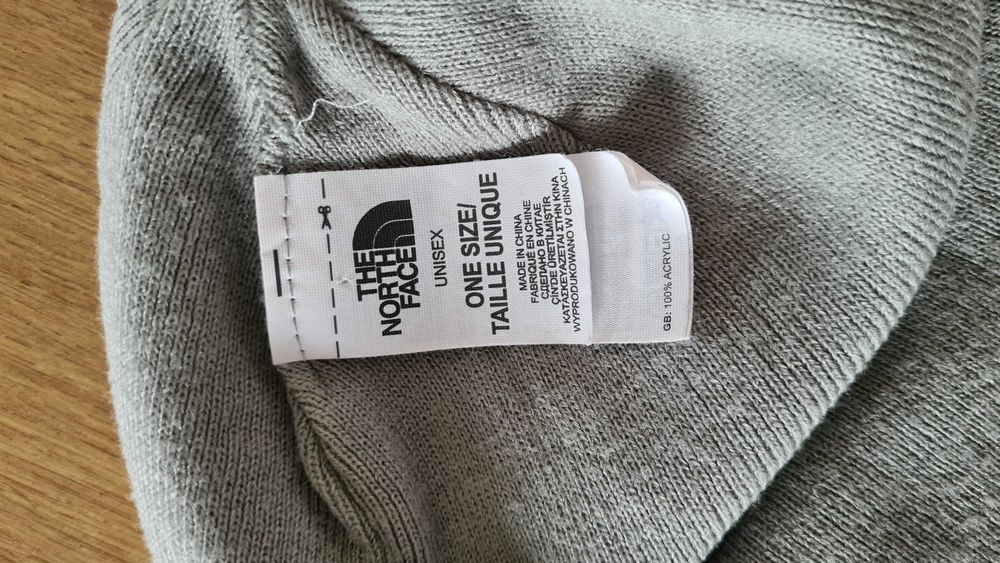 THE
NORTH
FACE
UNISEX
ONE SIZE/
TAILLE UNIQUE
MADE IN CHINA
FABRIQUÉ EN CHINE
СДЕЛАНО В КИТАЕ
ÇİN'DE ÜRETİLMİŞTİR
ΚΑΤΑΣΚΕΥΑΖΕΤΑΙ ΣΤΗΝ ΚΙΝΑ
WYPRODUKOWANO W CHINACH
GB: 100% ACRYLIC